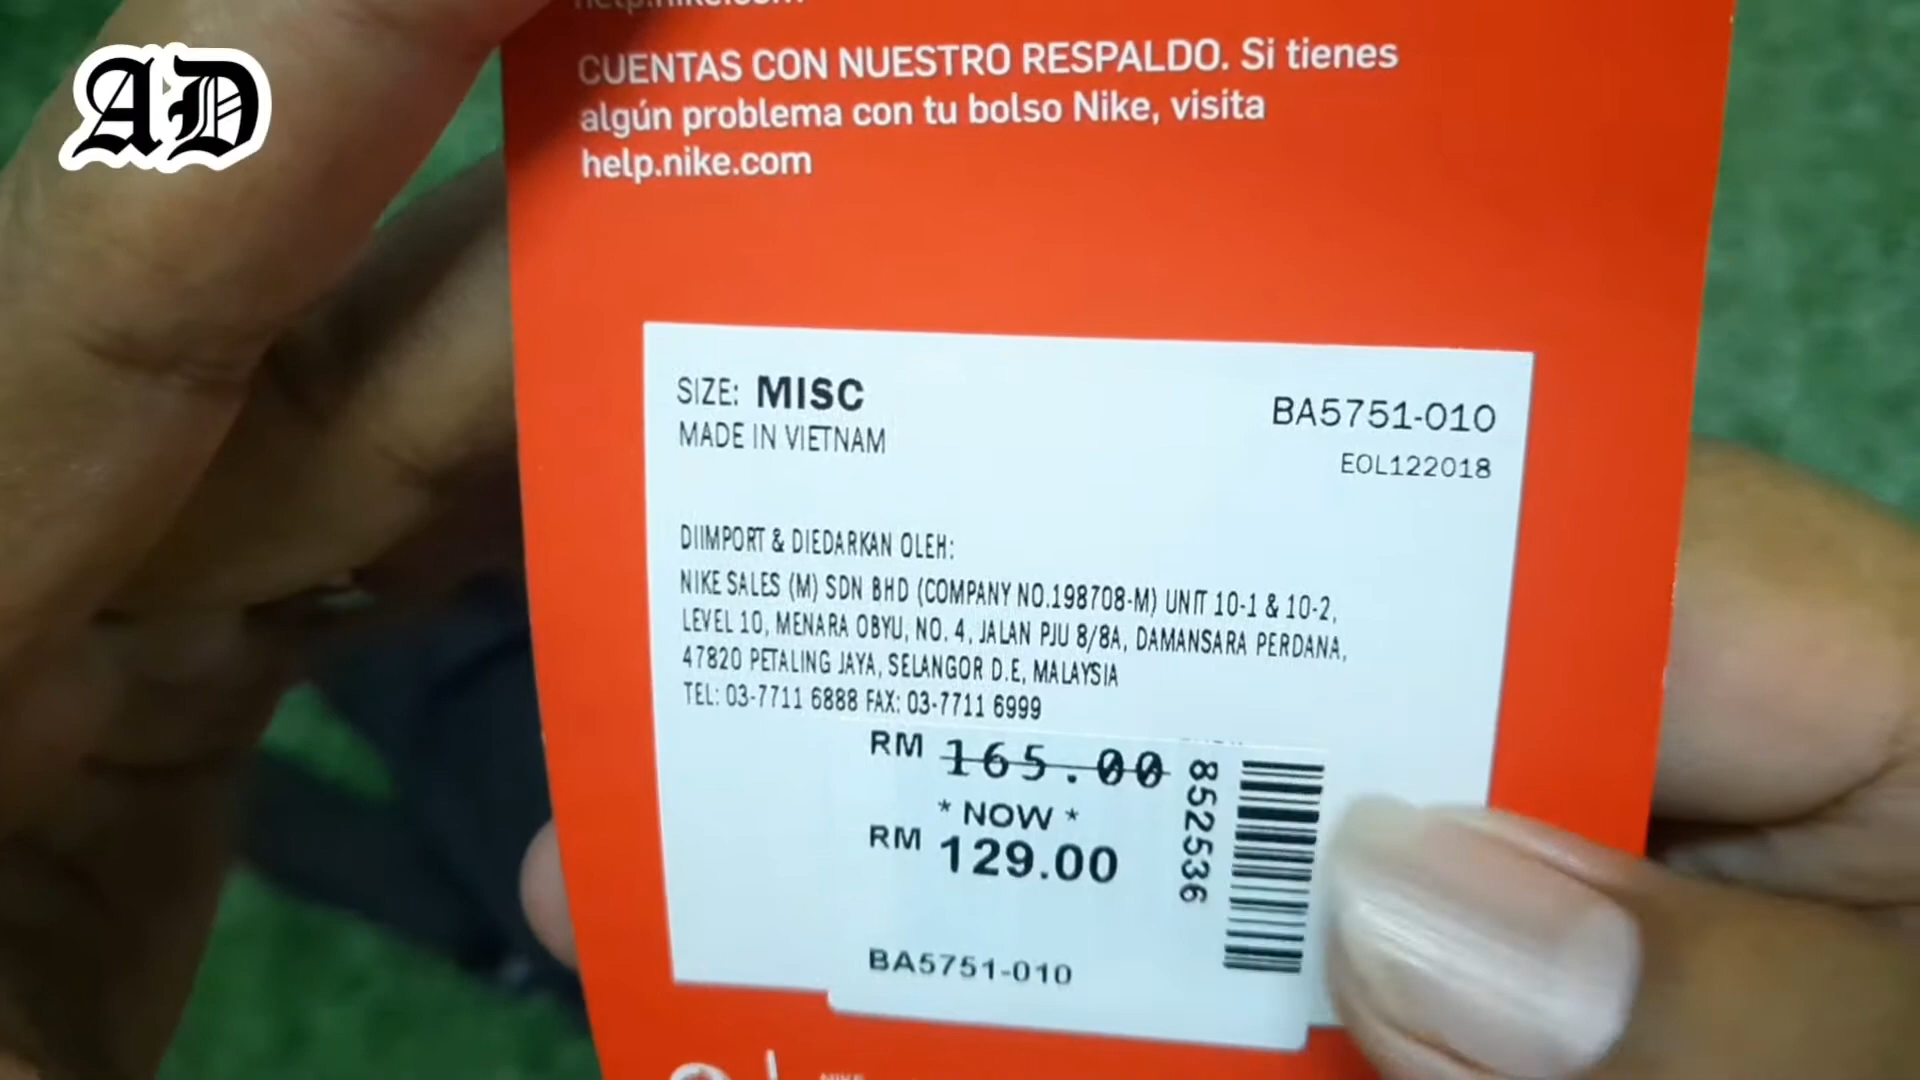 AD
help.nike.com
CUENTAS CON NUESTRO RESPALDO. Si tienes
algún problema con tu bolso Nike, visita
help.nike.com
SIZE: MISC
BA5751-010
MADE IN VIETNAM
EOL122018
DIIMPORT & DIEDARKAN OLEH:
NIKE SALES (M) SDN BHD (COMPANY NO.198708-M) UNIT 10-1 & 10-2,
LEVEL 10, MENARA OBYU, NO. 4, JALAN PJU 8/8A, DAMANSARA PERDANA,
47820 PETALING JAYA, SELANGOR D.E, MALAYSIA
TEL: 03-7711 6888 FAX: 03-7711 6999
RM 165.00
* NOW *
RM 129.00
852536
BA5751-010
NIKE